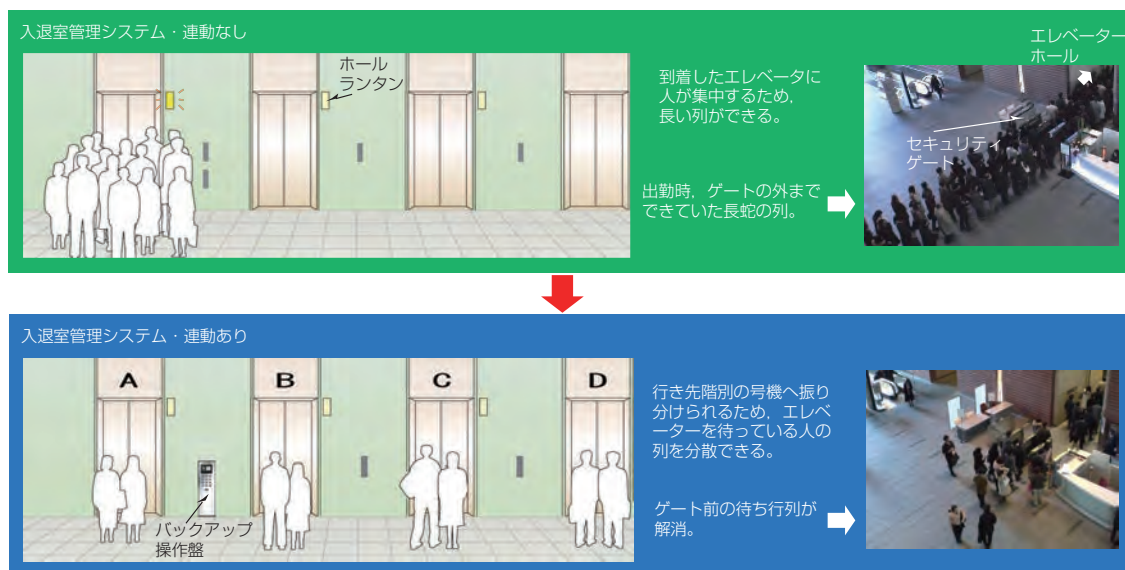 入退室管理システム・連動なし
ホール
ランタン
到着したエレベータに
人が集中するため，
長い列ができる。
出勤時，ゲートの外まで
できていた長蛇の列。
エレベーター
ホール
セキュリティ
ゲート
入退室管理システム・連動あり
A
B
C
D
バックアップ
操作盤
行き先階別の号機へ振り
分けられるため，エレベ
ーターを待っている人の
列を分散できる。
ゲート前の待ち行列が
解消。